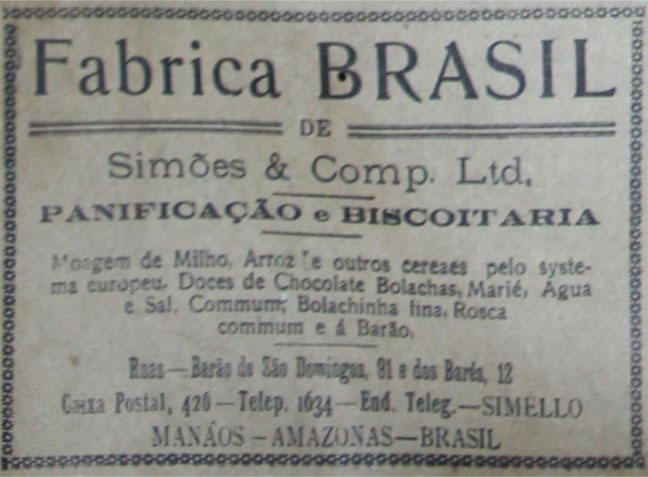 Fabrica BRASIL
DE
Simões & Comp. Ltd.
PANIFICAÇÃO e BISCOITARIA
Moagem de Milho, Arroz e outros cereaes pelo syste-
ma europeu. Doces de Chocolate Bolachas, Marié, Agua
e Sal, Commum; Bolachinha fina, Rosca
commum e á Barão.
Ruas—Barão de São Domingos, 81 e dos Barés, 12
Caixa Postal, 426—Telep. 1634—End. Teleg.—SIMELLO
MANÁOS—AMAZONAS—BRASIL